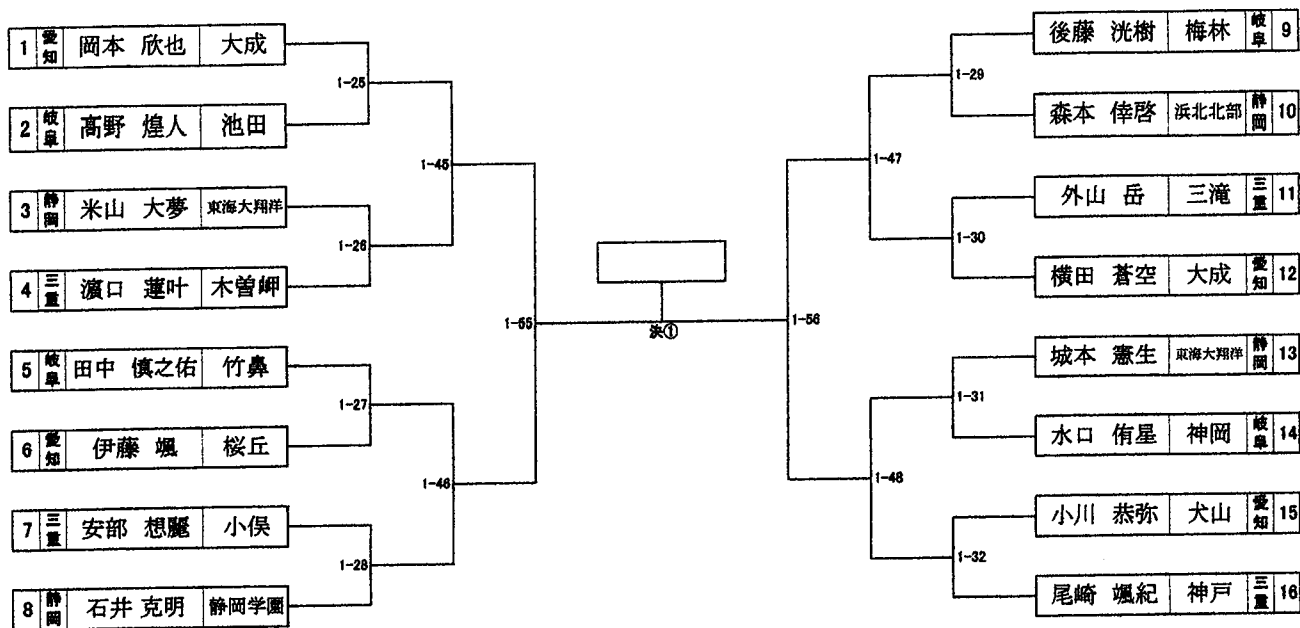 1 愛知 岡本 欣也 大成
1-25
2 岐阜 髙野 煌人 池田
1-45
3 静岡 米山 大夢 東海大翔洋
1-26
4 三重 濵口 蓮叶 木曽岬
1-55
5 岐阜 田中 慎之佑 竹鼻
1-27
6 愛知 伊藤 颯 桜丘
1-46
7 三重 安部 想麗 小俣
1-28
8 静岡 石井 克明 静岡学園
決①
後藤 洸樹 梅林 岐阜 9
1-29
森本 倖啓 浜北北部 静岡 10
1-47
外山 岳 三滝 三重 11
1-30
横田 蒼空 大成 愛知 12
1-56
城本 憲生 東海大翔洋 静岡 13
1-31
水口 侑星 神岡 岐阜 14
1-48
小川 恭弥 犬山 愛知 15
1-32
尾崎 颯紀 神戸 三重 16